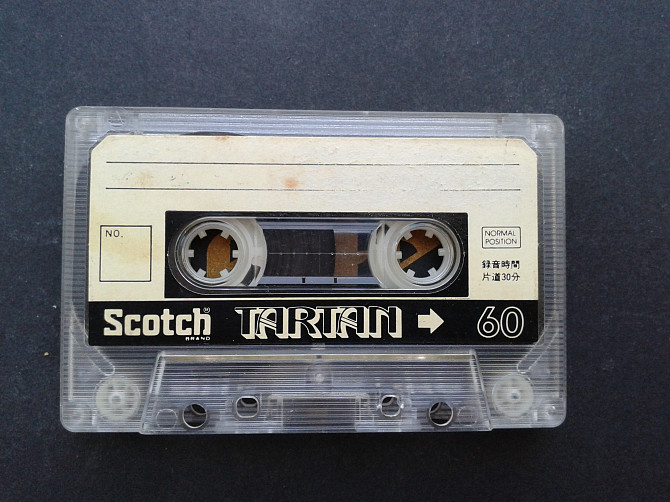 NO.
NORMAL
POSITION
録音時間
片道30分
Scotch®
BRAND
TARTAN
60